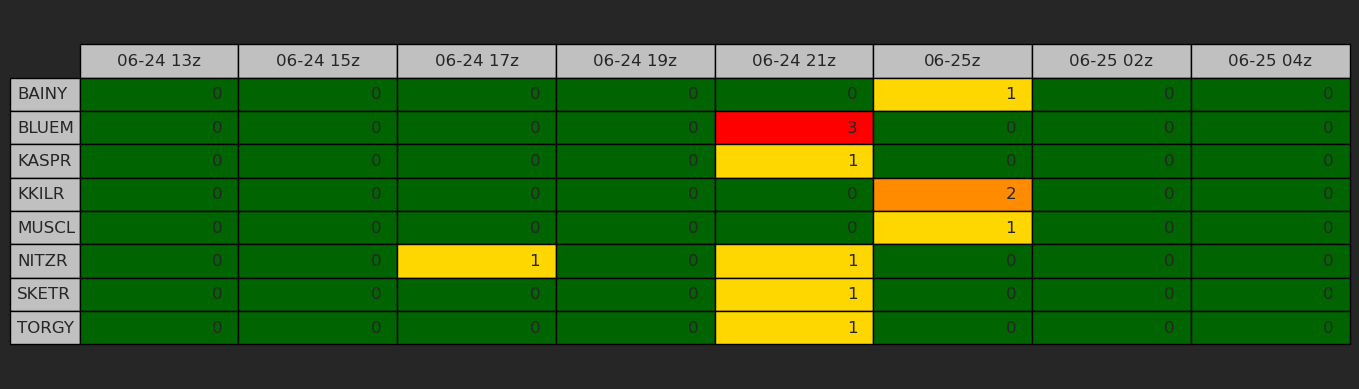 06-24 13z 06-24 15z 06-24 17z 06-24 19z 06-24 21z 06-25z 06-25 02z 06-25 04z
BAINY 0 0 0 0 0 1 0 0
BLUEM 0 0 0 0 3 0 0 0
KASPR 0 0 0 0 1 0 0 0
KKILR 0 0 0 0 0 2 0 0
MUSCL 0 0 0 0 0 1 0 0
NITZR 0 0 1 0 1 0 0 0
SKETR 0 0 0 0 1 0 0 0
TORGY 0 0 0 0 1 0 0 0